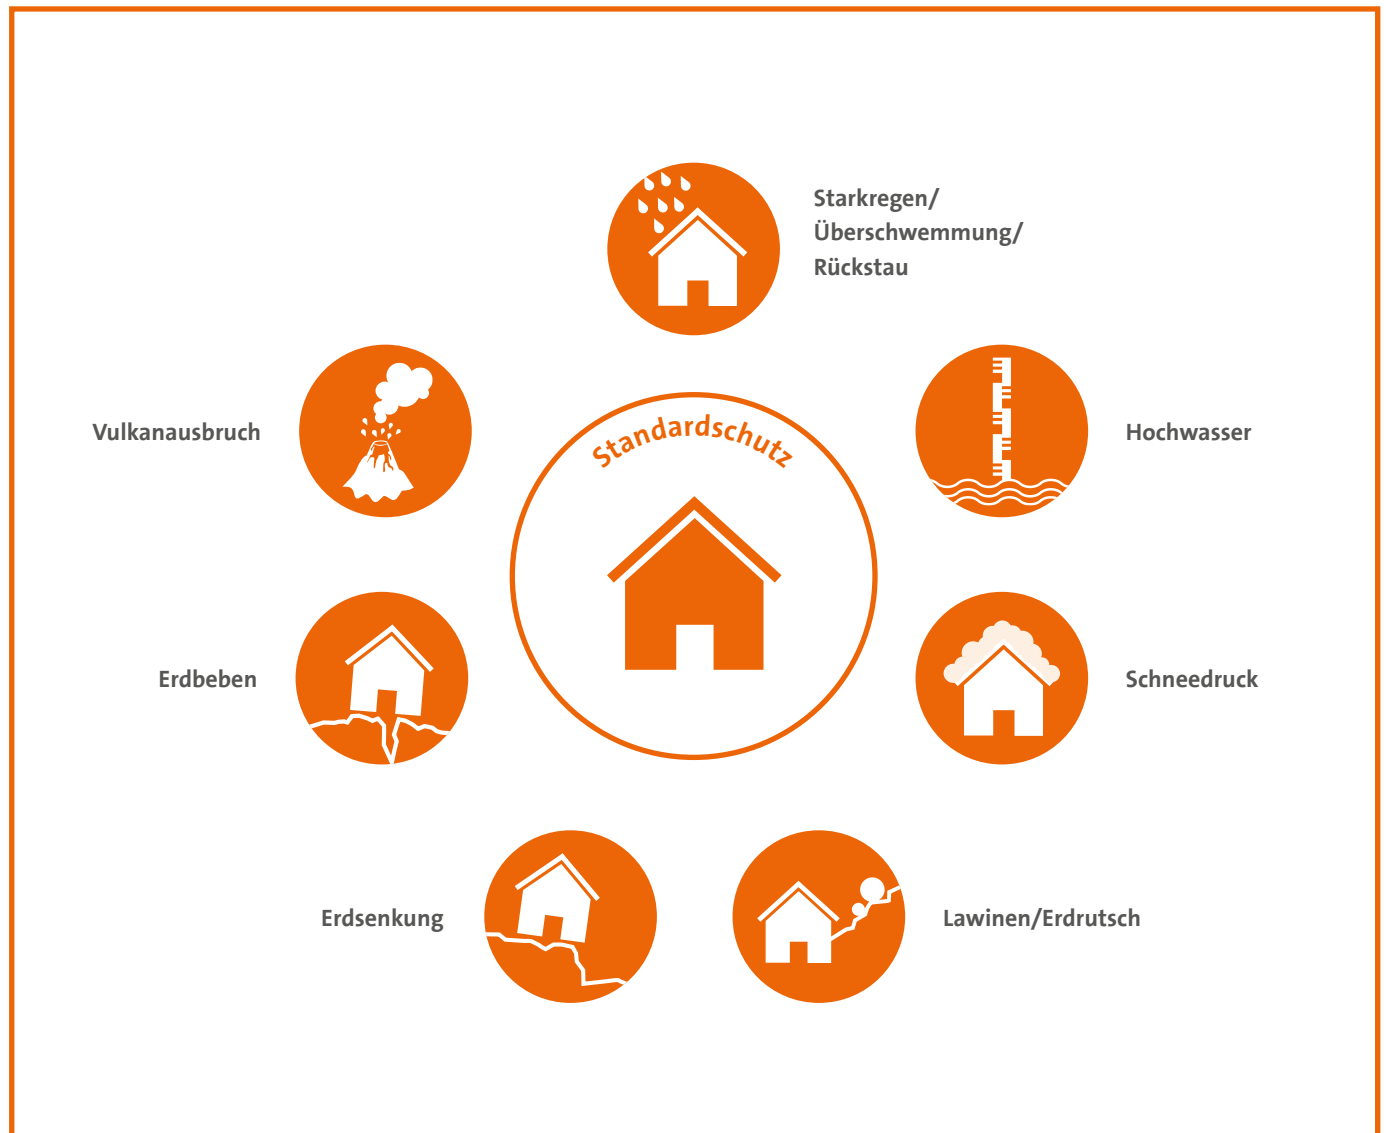 Starkregen/
Überschwemmung/
Rückstau
Vulkanausbruch
Standardschutz
Hochwasser
Erdbeben
Schneedruck
Erdsenkung
Lawinen/Erdrutsch